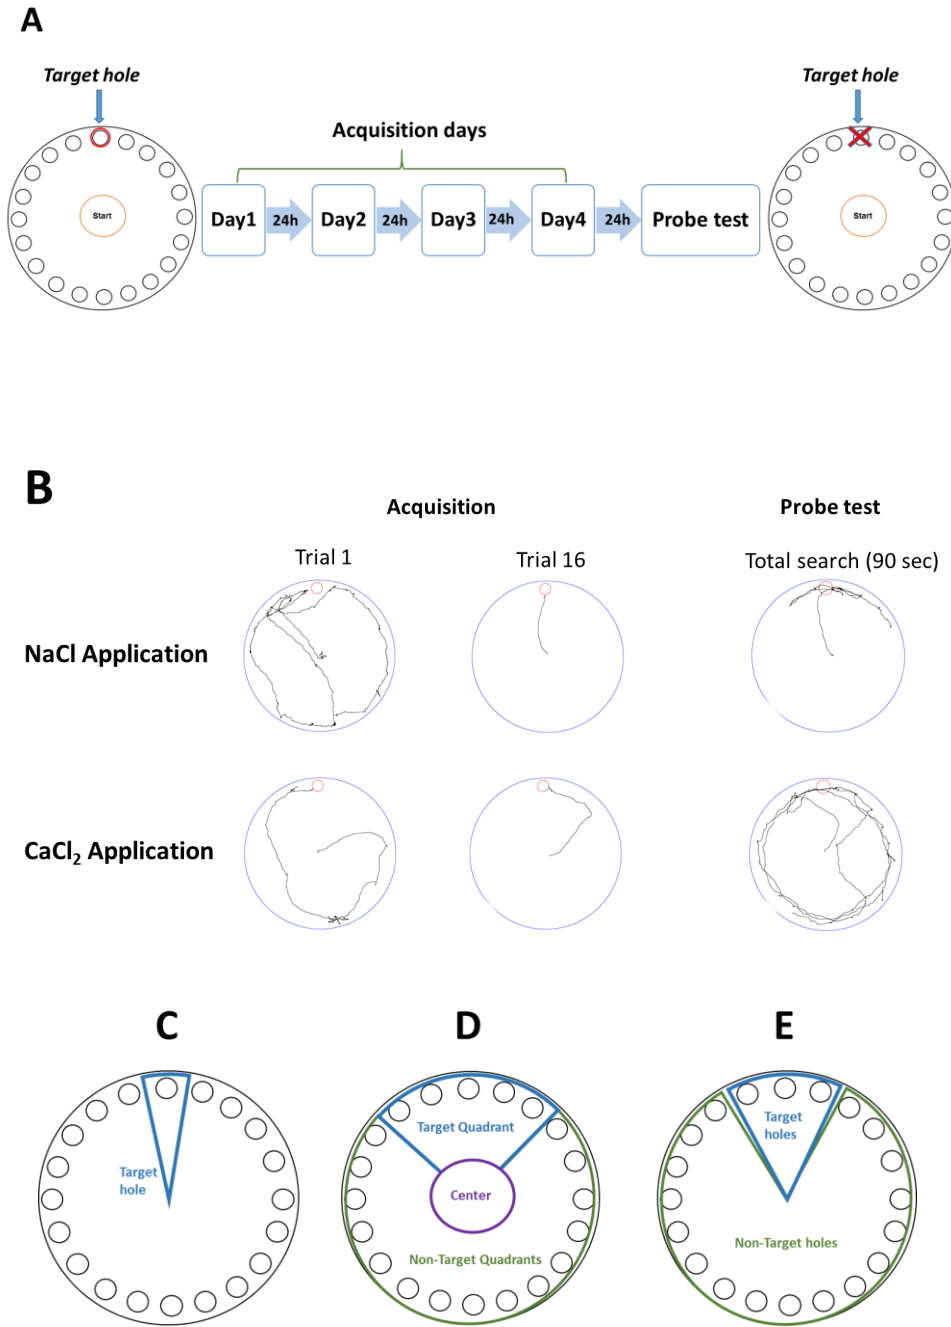 A
Target hole
Target hole
Acquisition days
Start
Day1
24h
Day2
24h
Day3
24h
Day4
24h
Probe test
Start
B
Acquisition
Probe test
Trial 1
Trial 16
Total search (90 sec)
NaCl Application
CaCl₂ Application
C
D
E
Target
hole
Target Quadrant
Center
Non-Target Quadrants
Target
holes
Non-Target holes